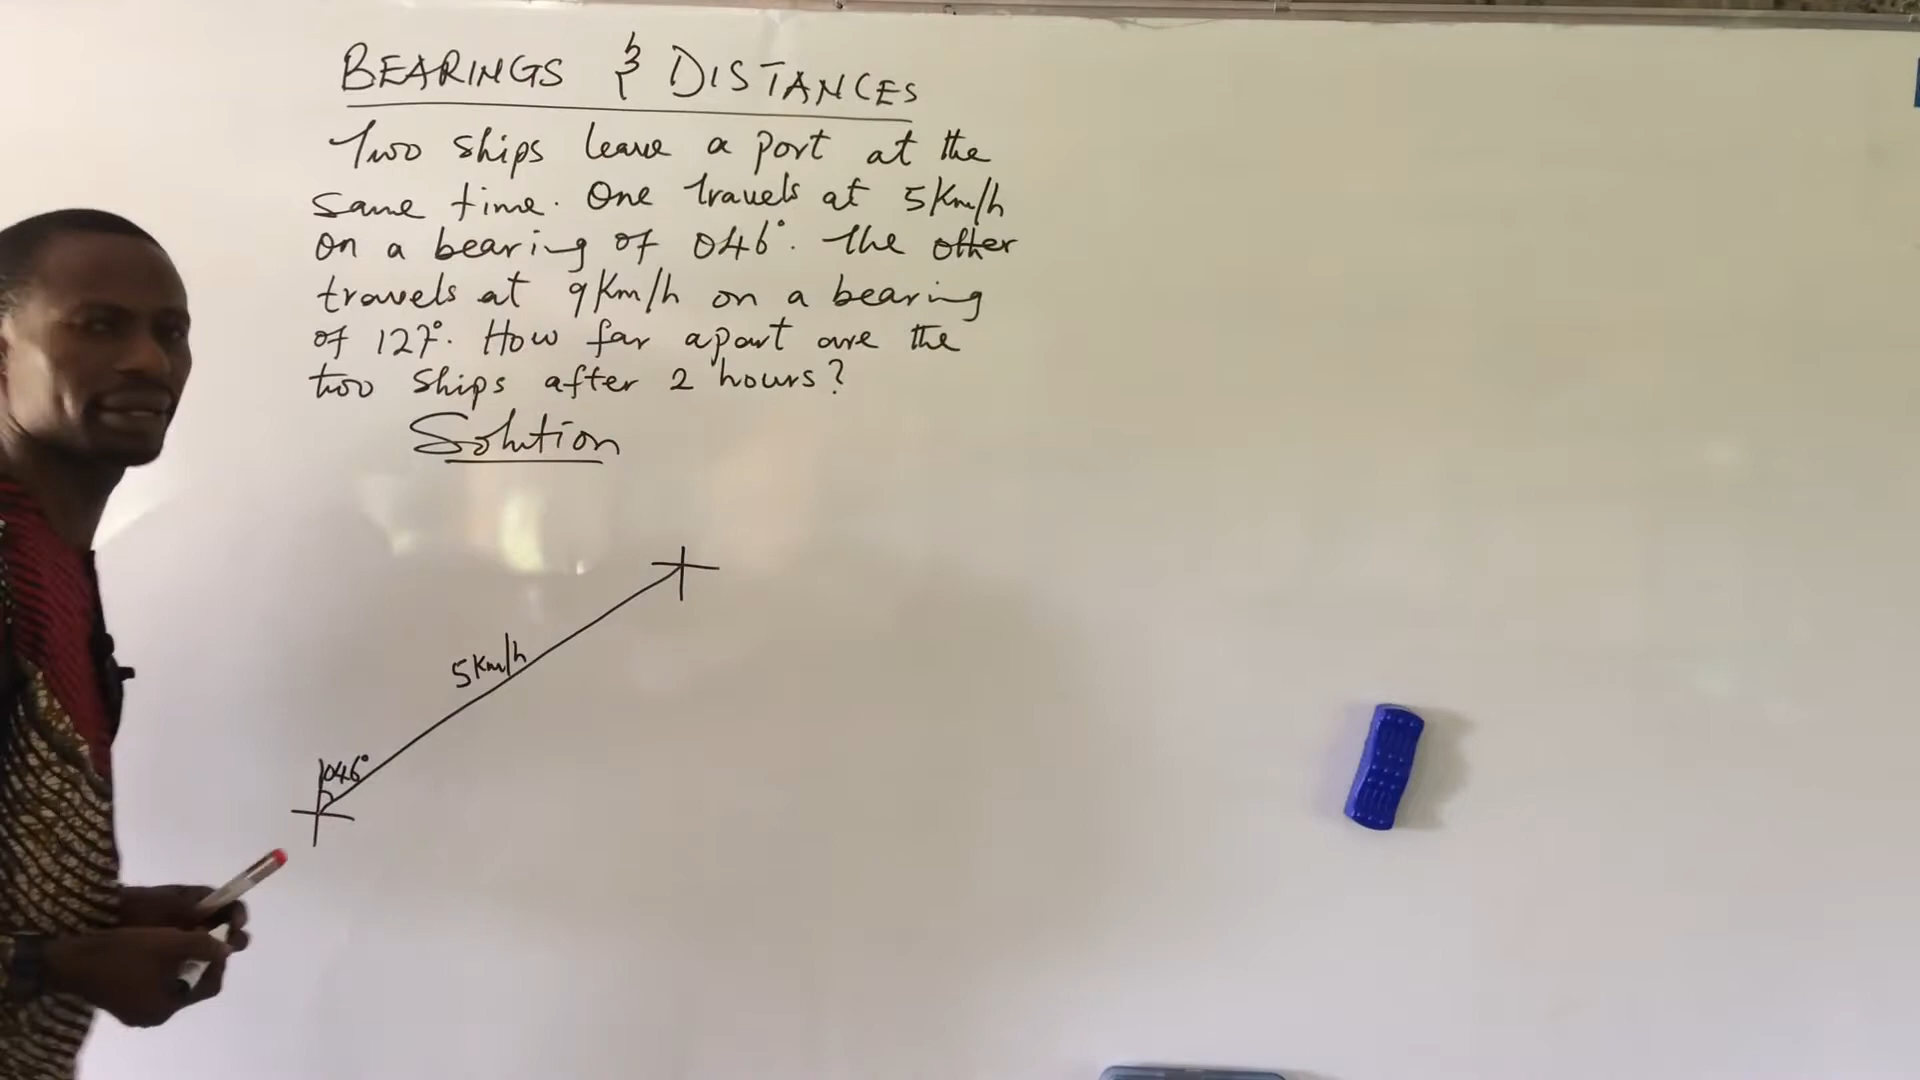 BEARINGS & DISTANCES
Two ships leave a port at the
same time. One travels at 5Km/h
on a bearing of 046°. The other
travels at 9Km/h on a bearing
of 127°. How far apart are the
two ships after 2 hours?
Solution
5Km/h
046°